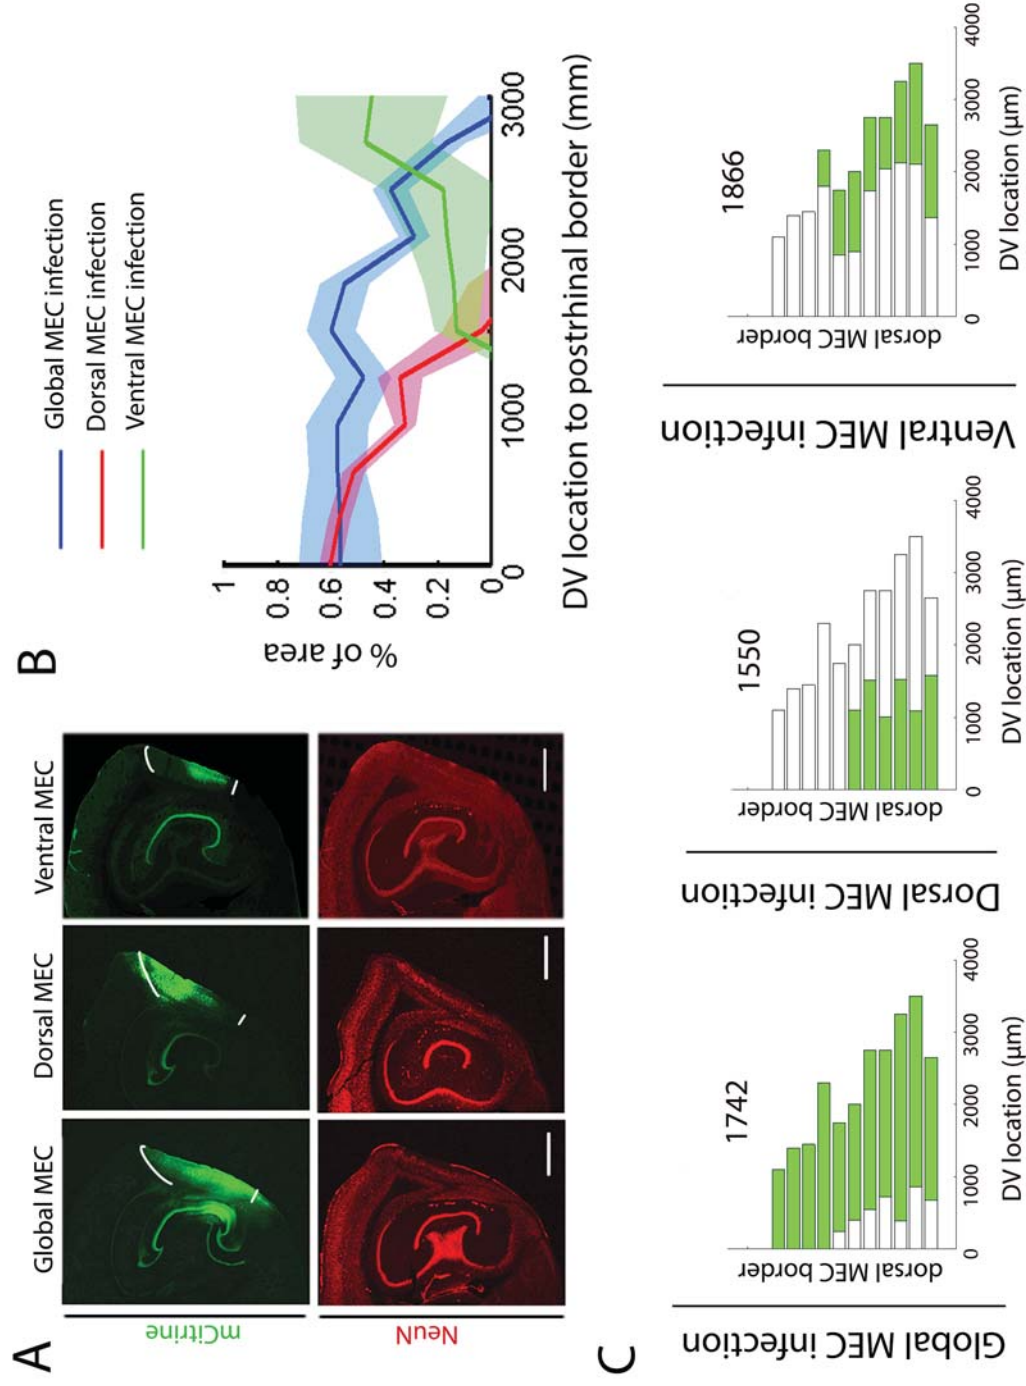 A
Global MEC
Dorsal MEC
Ventral MEC
mCitrine
NeuN
B
Global MEC infection
Dorsal MEC infection
Ventral MEC infection
% of area
1
0.8
0.6
0.4
0.2
0
0
1000
2000
3000
DV location to postrhinal border (mm)
C
Global MEC infection
1742
dorsal MEC border
0
1000
2000
3000
4000
DV location (µm)
Dorsal MEC infection
1550
dorsal MEC border
0
1000
2000
3000
4000
DV location (µm)
Ventral MEC infection
1866
dorsal MEC border
0
1000
2000
3000
4000
DV location (µm)